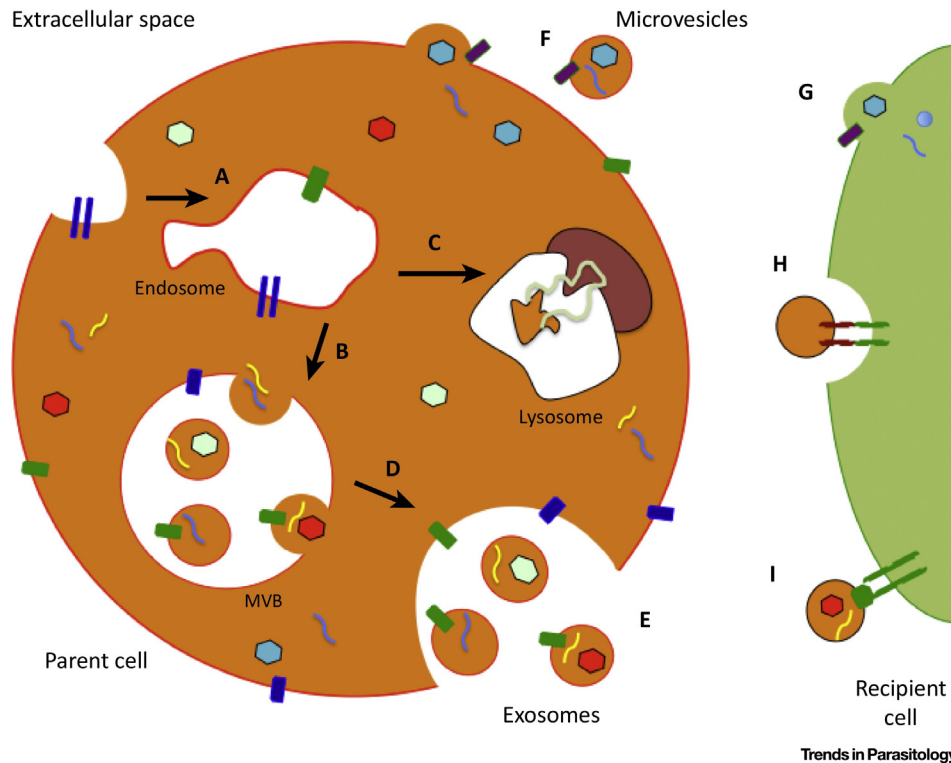 Extracellular space
Microvesicles
F
G
A
C
H
Endosome
B
Lysosome
D
I
MVB
E
Parent cell
Exosomes
Recipient
cell
Trends in Parasitology